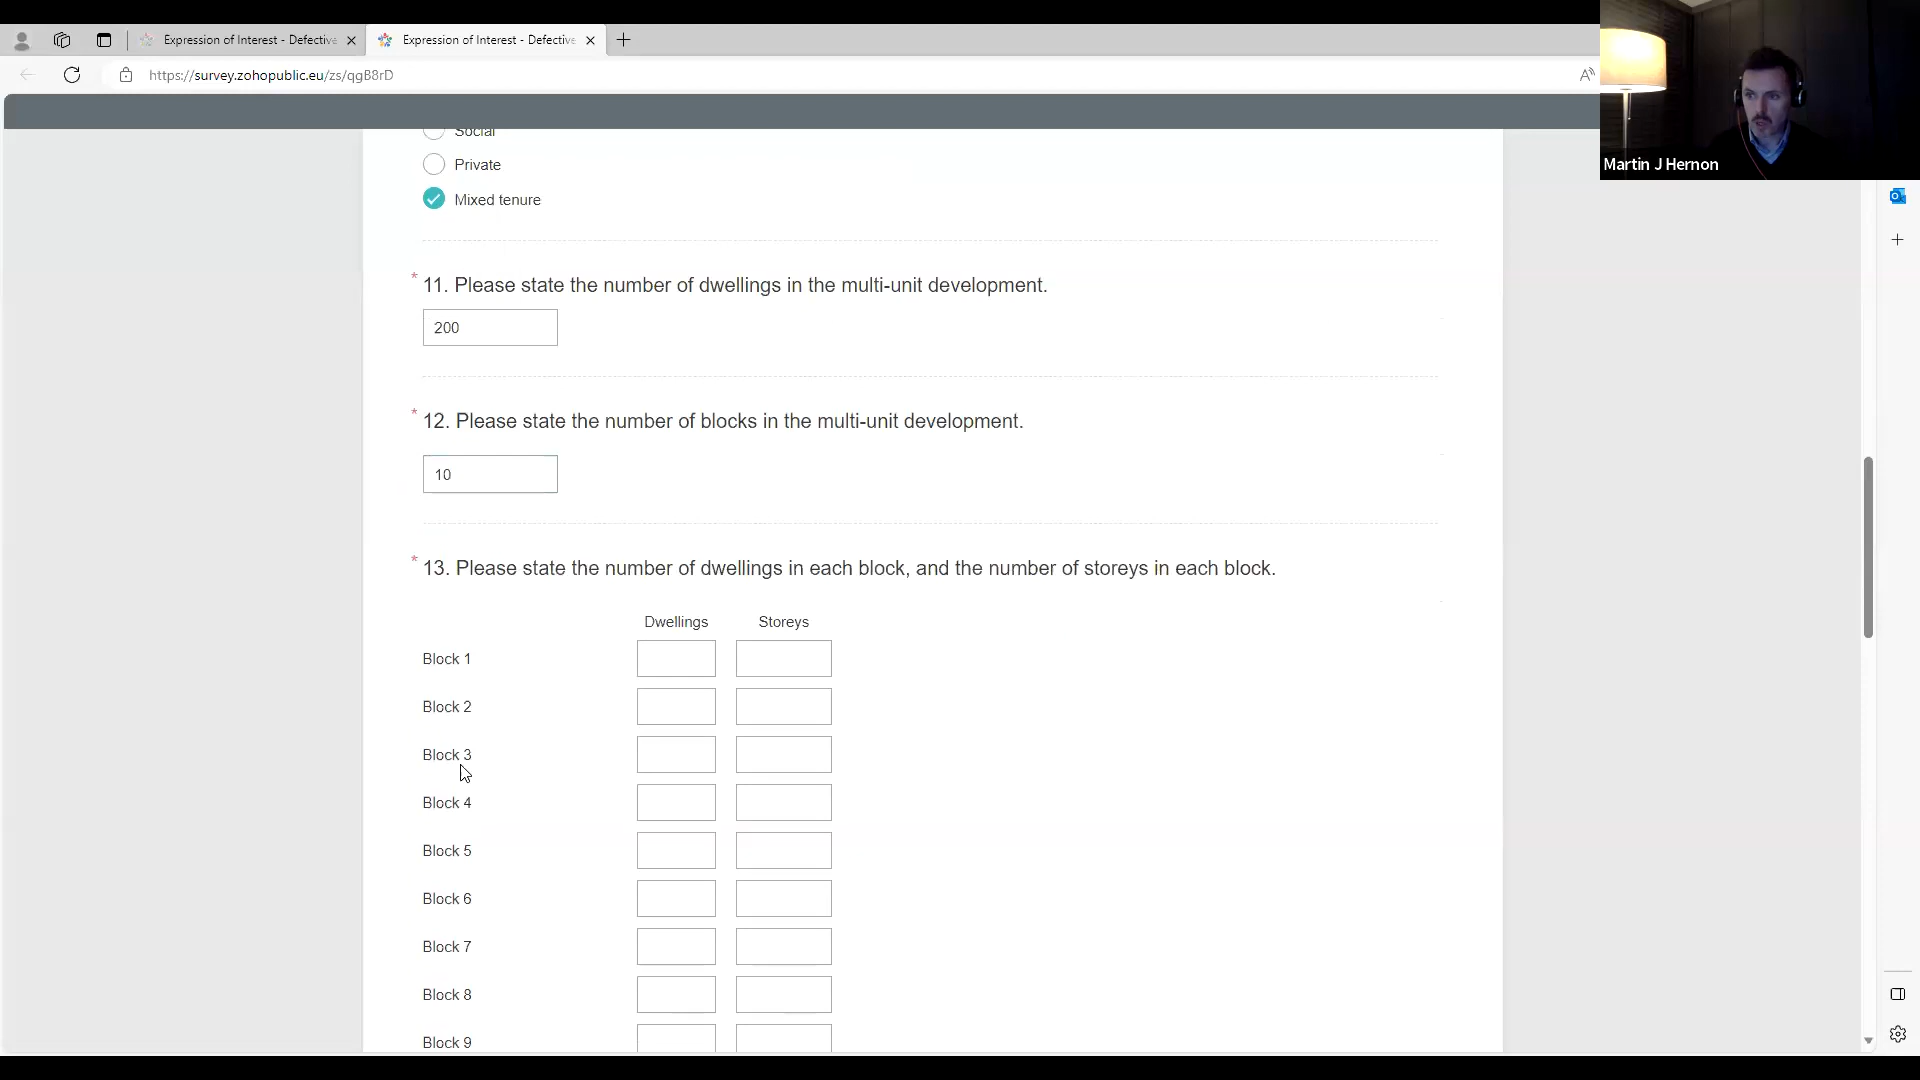 Expression of Interest - Defective
Expression of Interest - Defective
https://survey.zohopublic.eu/zs/qgB8rD
Martin J Hernon
Social
Private
Mixed tenure
* 11. Please state the number of dwellings in the multi-unit development.
200
* 12. Please state the number of blocks in the multi-unit development.
10
* 13. Please state the number of dwellings in each block, and the number of storeys in each block.
Dwellings Storeys
Block 1
Block 2
Block 3
Block 4
Block 5
Block 6
Block 7
Block 8
Block 9